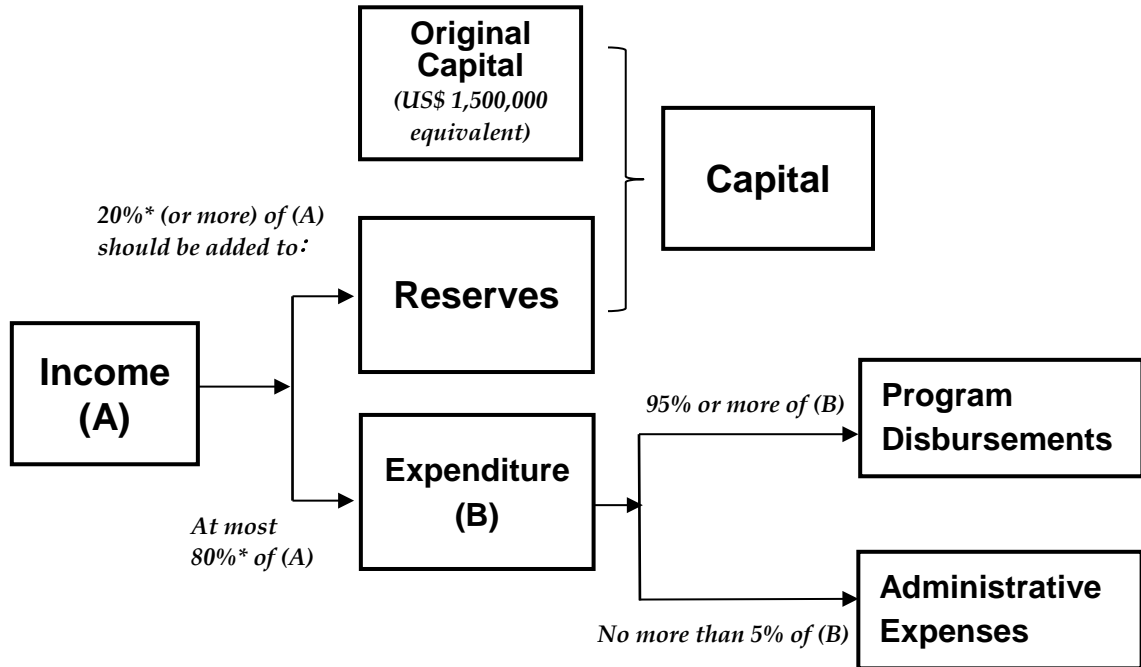 Original
Capital
(US$ 1,500,000
equivalent)
Capital
20%* (or more) of (A)
should be added to:
Reserves
Income
(A)
95% or more of (B)
Program
Disbursements
Expenditure
(B)
At most
80%* of (A)
Administrative
Expenses
No more than 5% of (B)